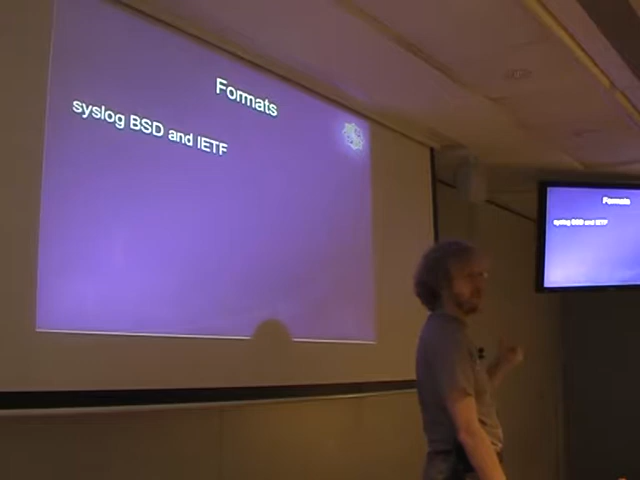 Formats
syslog BSD and IETF
Formats
syslog BSD and IETF